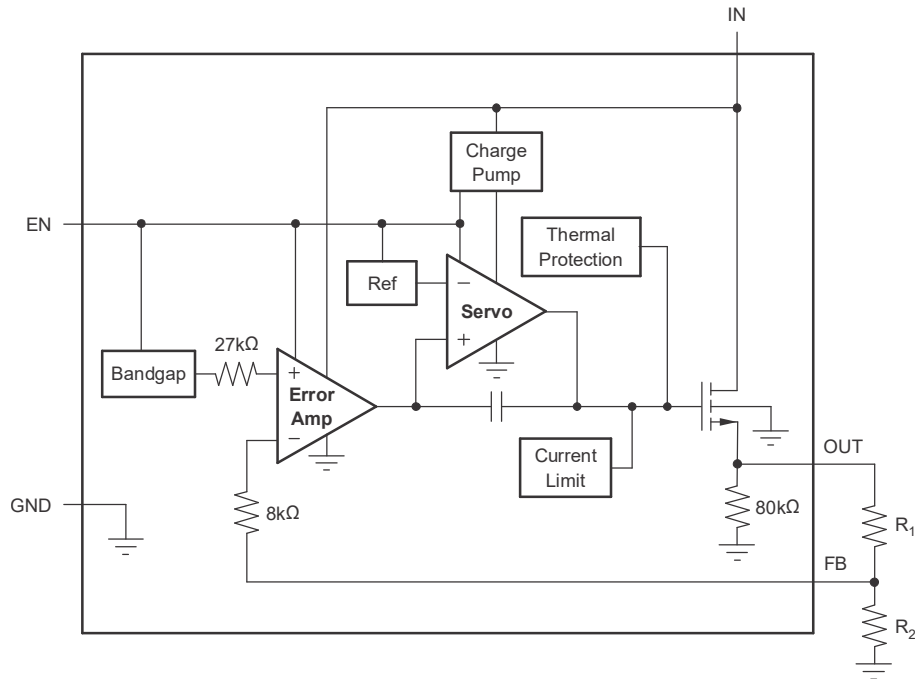 IN
Charge
Pump
EN
Thermal
Protection
Ref
−
Servo
+
27kΩ
Bandgap
+
Error
Amp
−
Current
Limit
OUT
GND
8kΩ
80kΩ
R1
FB
R2